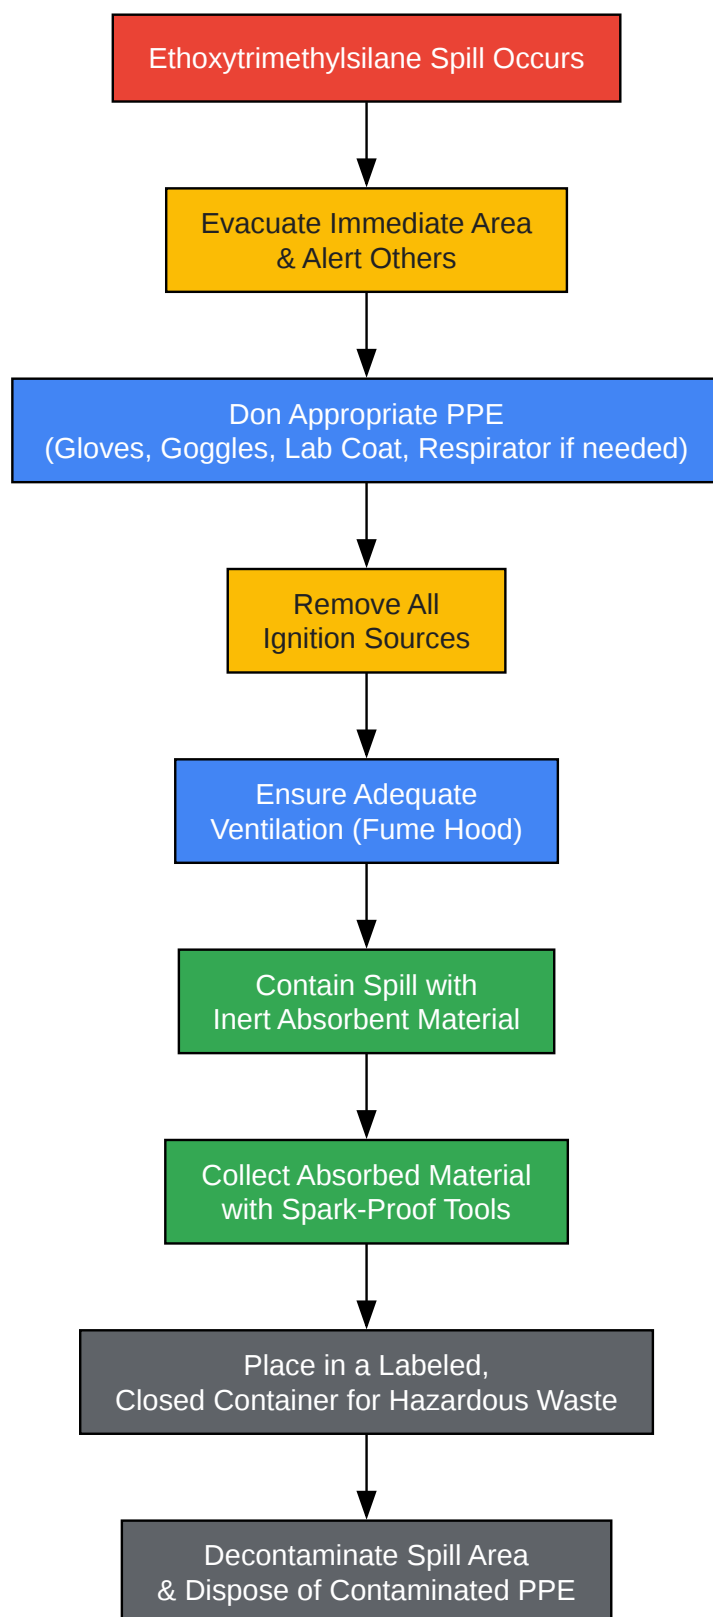 Ethoxytrimethylsilane Spill Occurs
Evacuate Immediate Area
& Alert Others
Don Appropriate PPE
(Gloves, Goggles, Lab Coat, Respirator if needed)
Remove All
Ignition Sources
Ensure Adequate
Ventilation (Fume Hood)
Contain Spill with
Inert Absorbent Material
Collect Absorbed Material
with Spark-Proof Tools
Place in a Labeled,
Closed Container for Hazardous Waste
Decontaminate Spill Area
& Dispose of Contaminated PPE